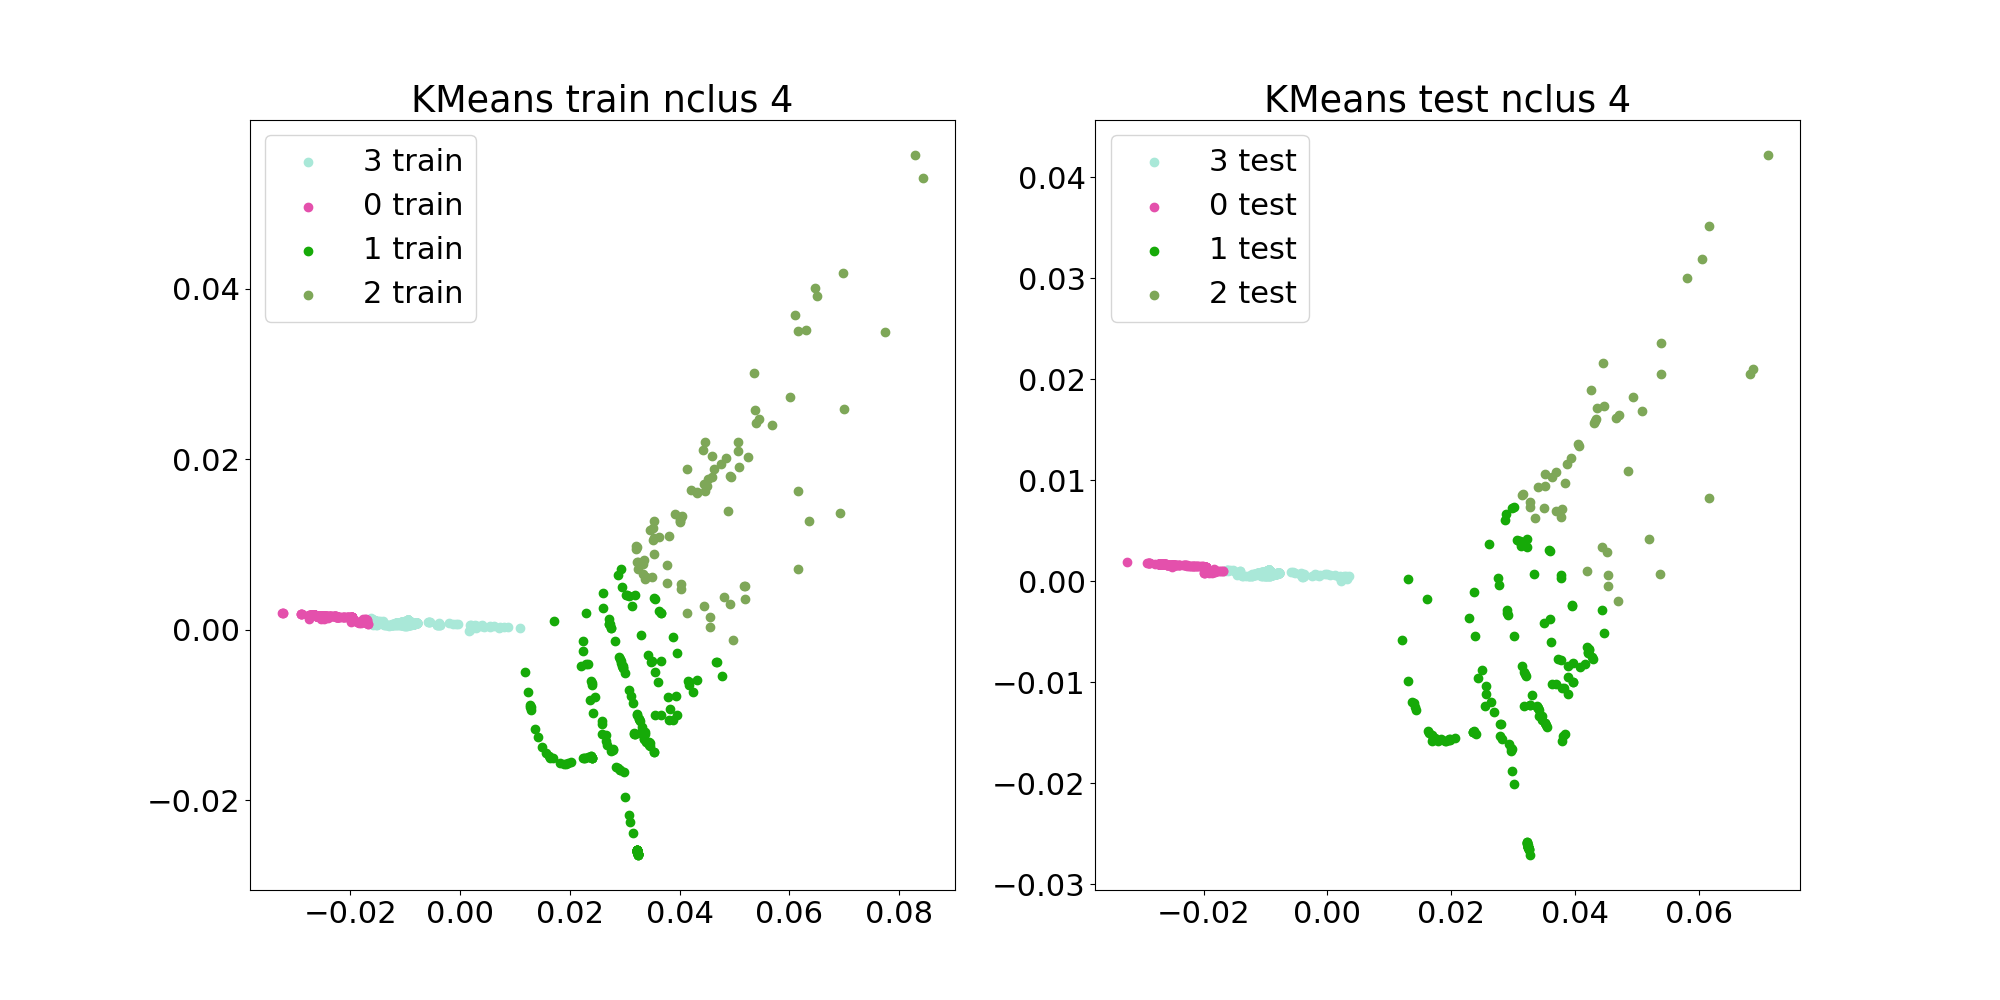 KMeans train nclus 4
3 train
0 train
1 train
2 train
0.04
0.02
0.00
−0.02
−0.02 0.00 0.02 0.04 0.06 0.08
KMeans test nclus 4
3 test
0 test
1 test
2 test
0.04
0.03
0.02
0.01
0.00
−0.01
−0.02
−0.03
−0.02 0.00 0.02 0.04 0.06